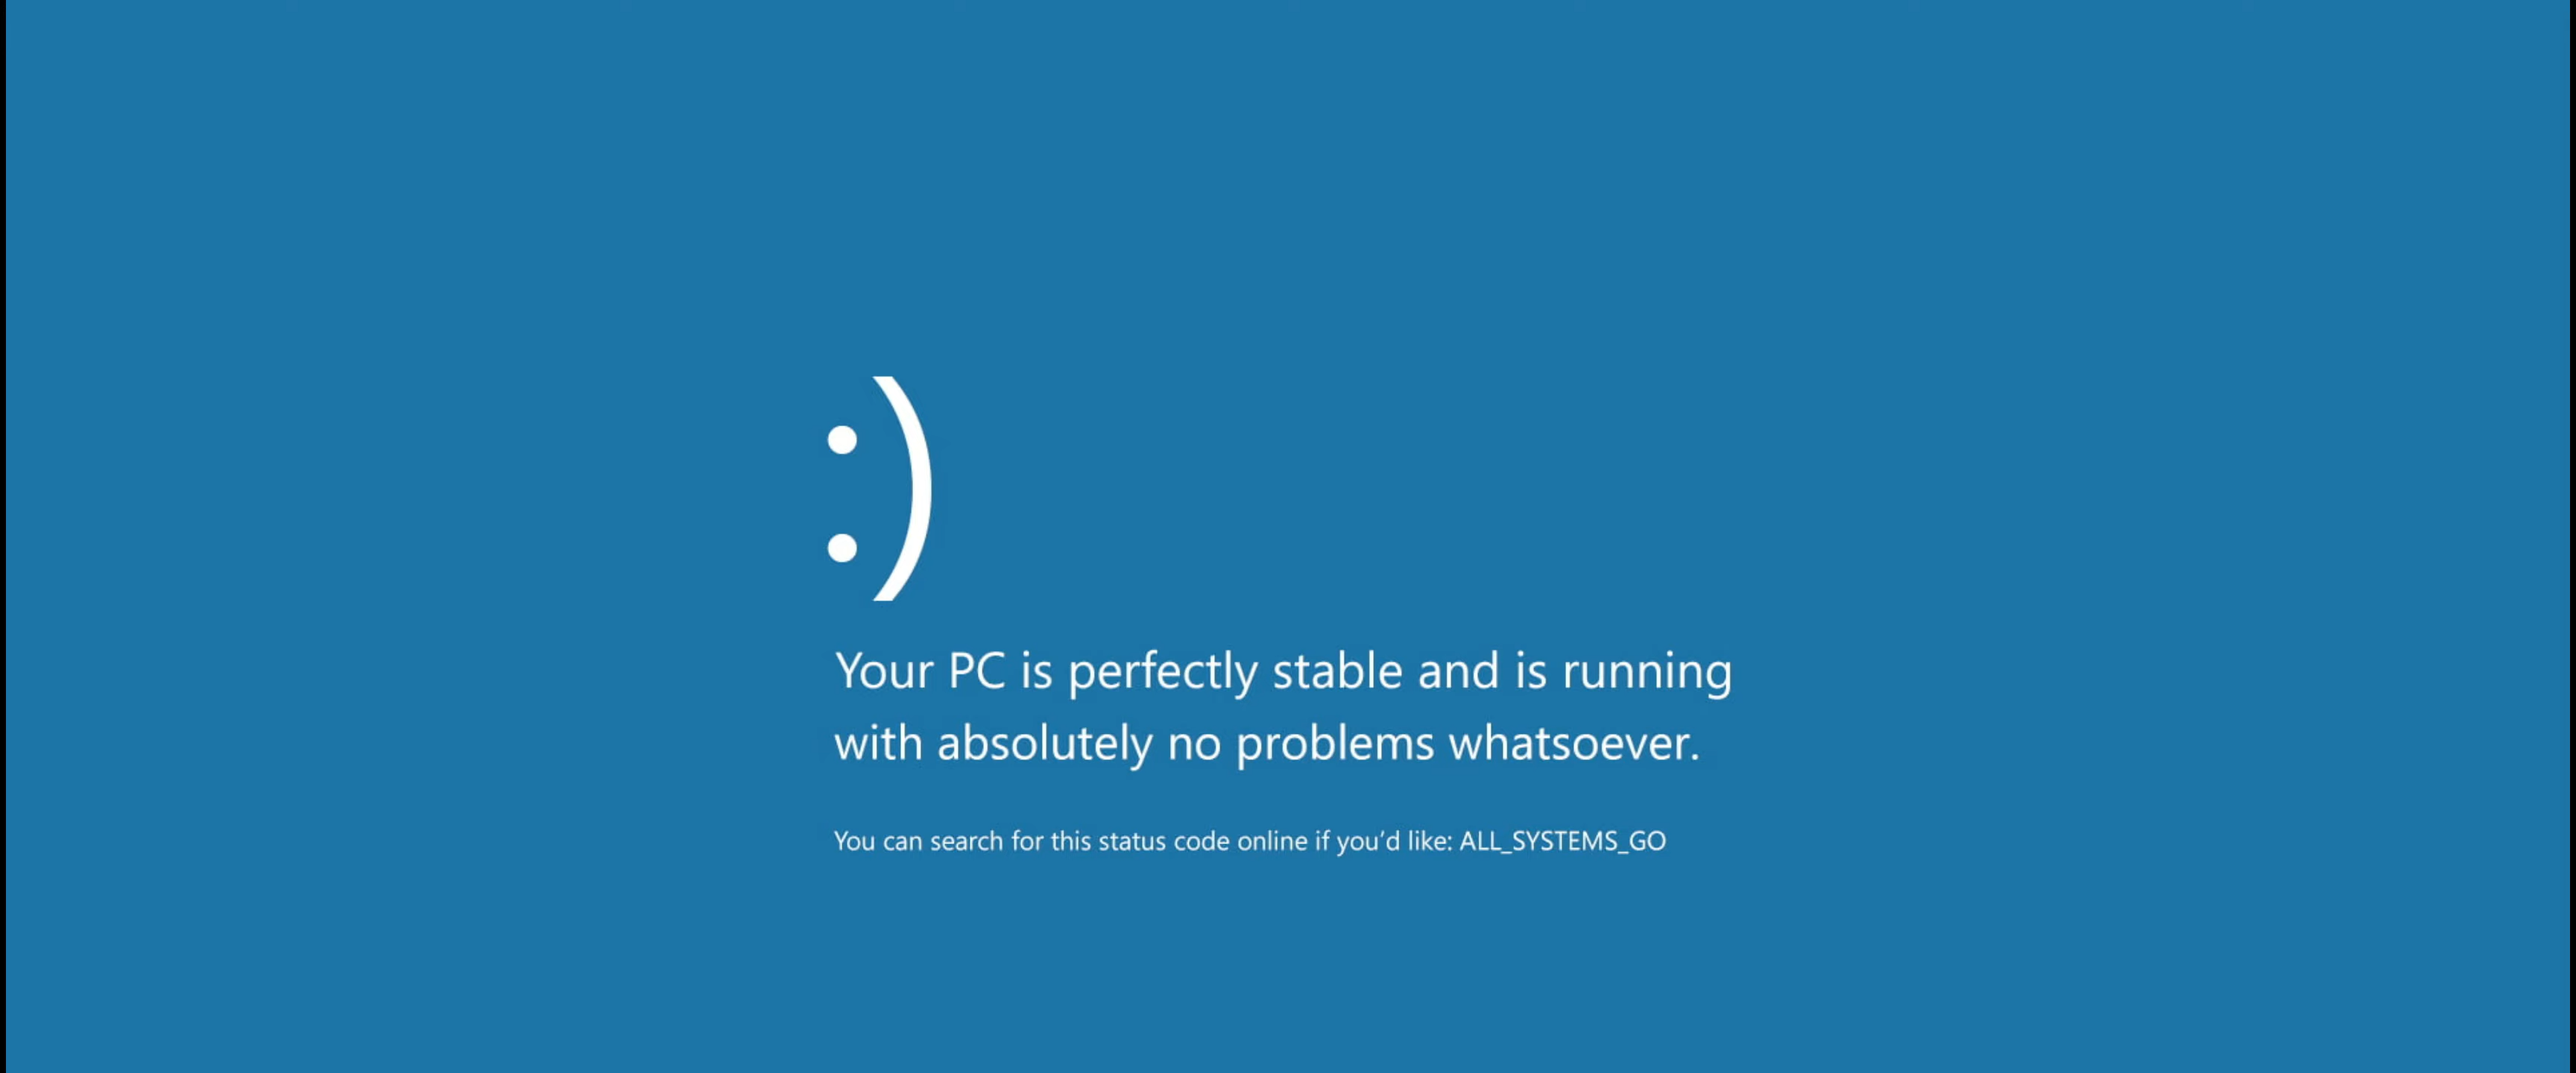 :)
Your PC is perfectly stable and is running
with absolutely no problems whatsoever.
You can search for this status code online if you’d like: ALL_SYSTEMS_GO